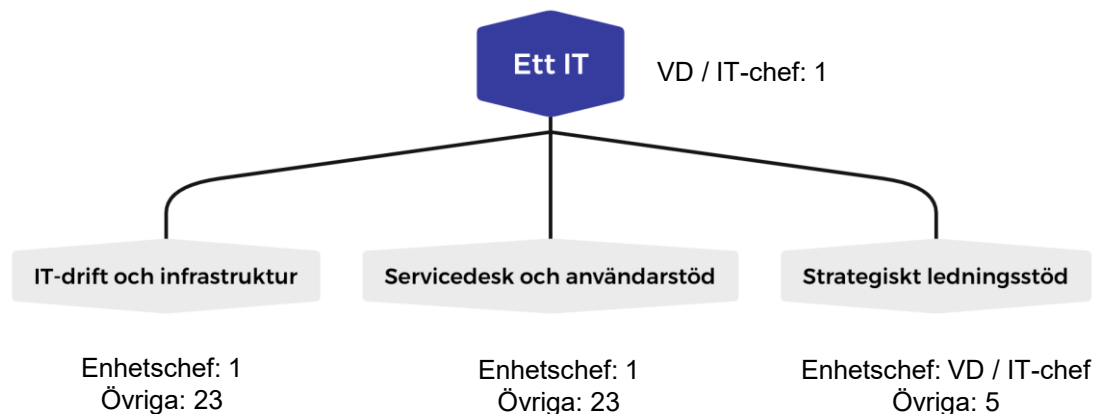 Ett IT
VD / IT-chef: 1
IT-drift och infrastruktur
Servicedesk och användarstöd
Strategiskt ledningsstöd
Enhetschef: 1
Övriga: 23
Enhetschef: 1
Övriga: 23
Enhetschef: VD / IT-chef
Övriga: 5